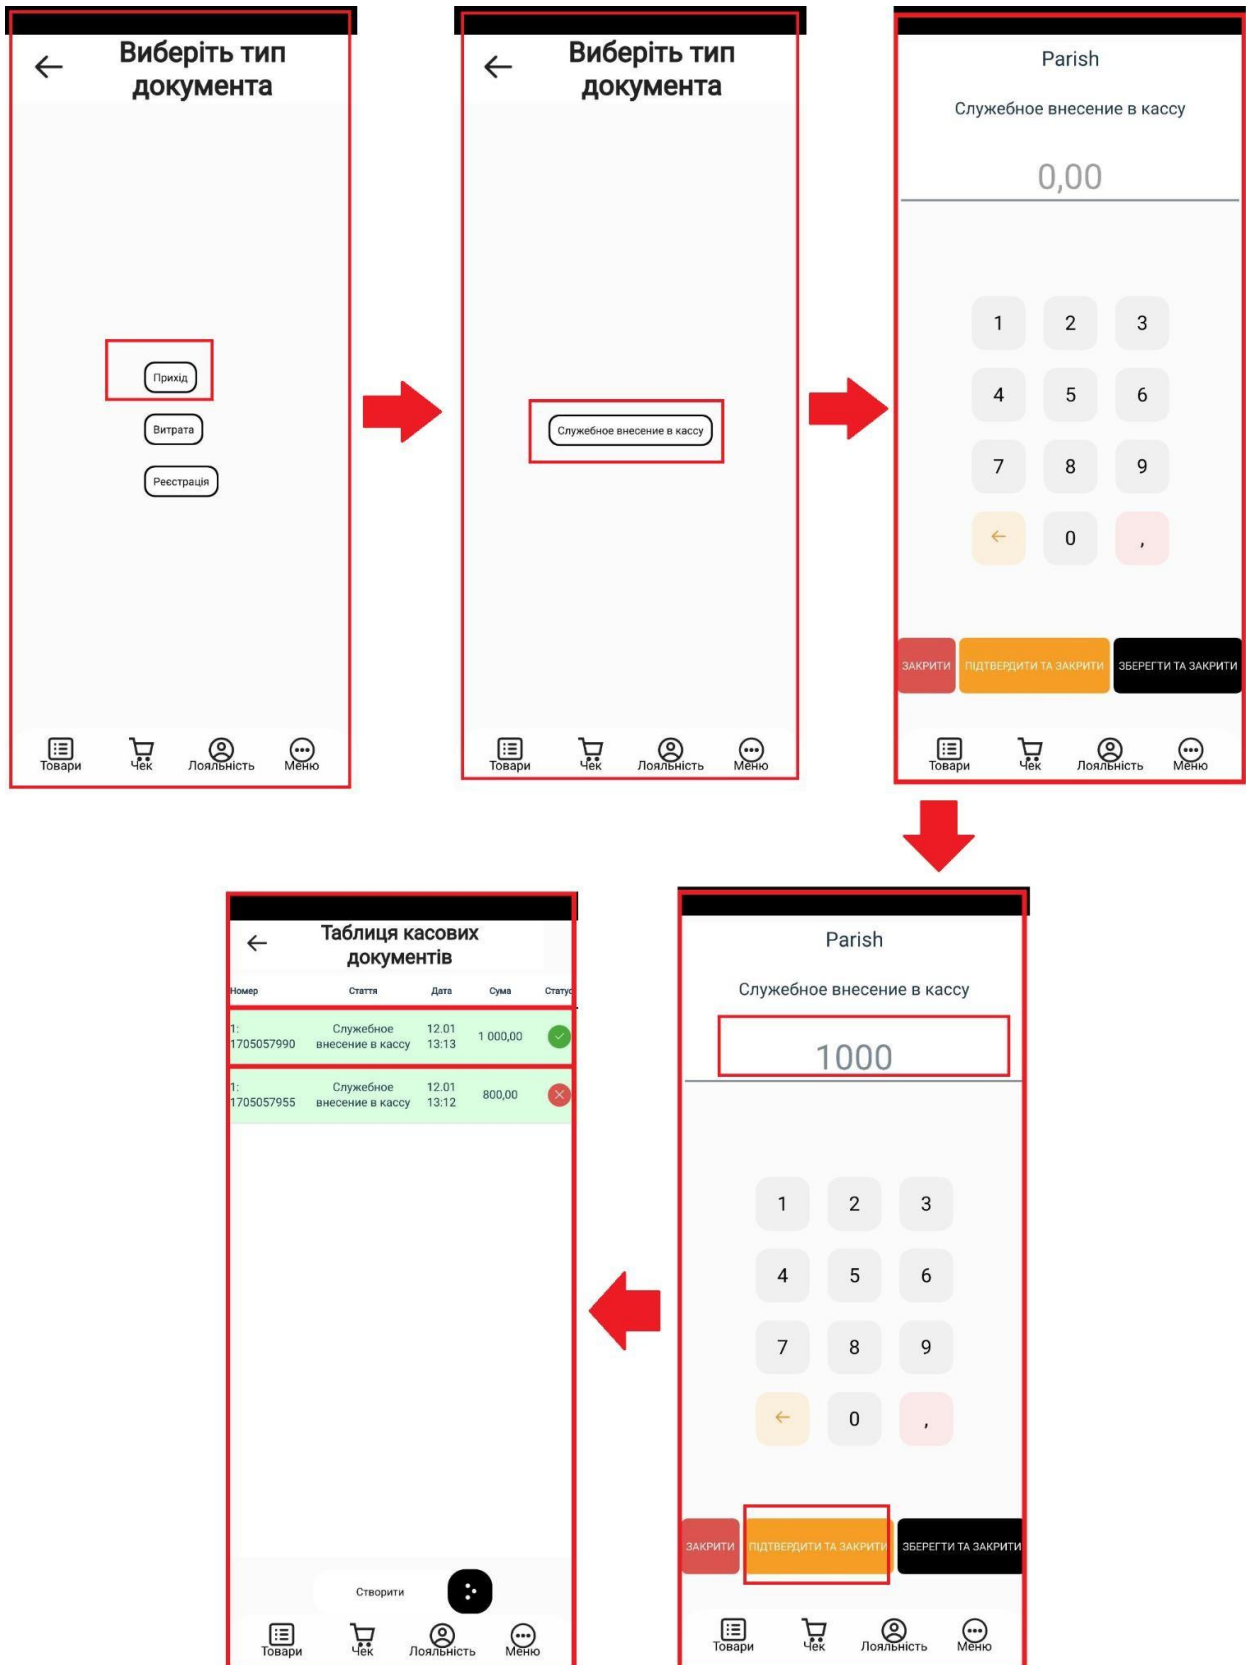 Виберіть тип
документа
Прихід
Витрата
Реєстрація
Товари
Чек
Лояльність
Меню
Виберіть тип
документа
Служебное внесение в кассу
Товари
Чек
Лояльність
Меню
Parish
Служебное внесение в кассу
0,00
1 2 3
4 5 6
7 8 9
0 ,
ЗАКРИТИ ПІДТВЕРДИТИ ТА ЗАКРИТИ ЗБЕРЕГТИ ТА ЗАКРИТИ
Товари
Чек
Лояльність
Меню
Parish
Служебное внесение в кассу
1000
1 2 3
4 5 6
7 8 9
0 ,
ЗАКРИТИ ПІДТВЕРДИТИ ТА ЗАКРИТИ ЗБЕРЕГТИ ТА ЗАКРИТИ
Товари
Чек
Лояльність
Меню
Таблиця касових
документів
Номер Стаття Дата Сума Статус
1: Служебное 12.01
1705057990 внесение в кассу 13:13 1 000,00
1: Служебное 12.01
1705057955 внесение в кассу 13:12 800,00
Створити
Товари
Чек
Лояльність
Меню